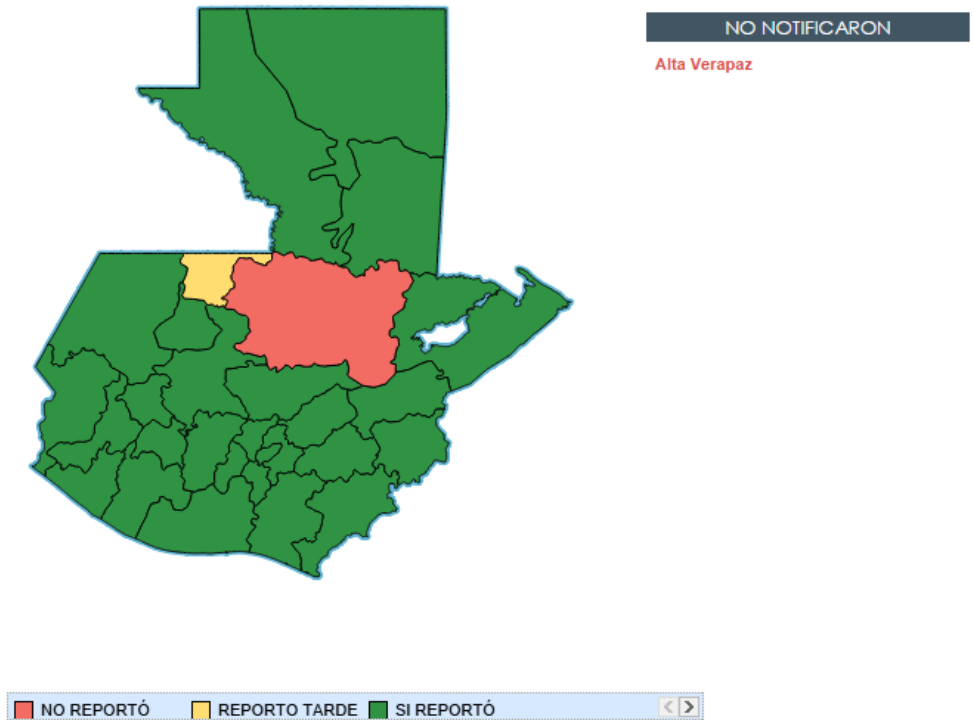 NO NOTIFICARON
Alta Verapaz
NO REPORTÓ
REPORTO TARDE
SI REPORTÓ